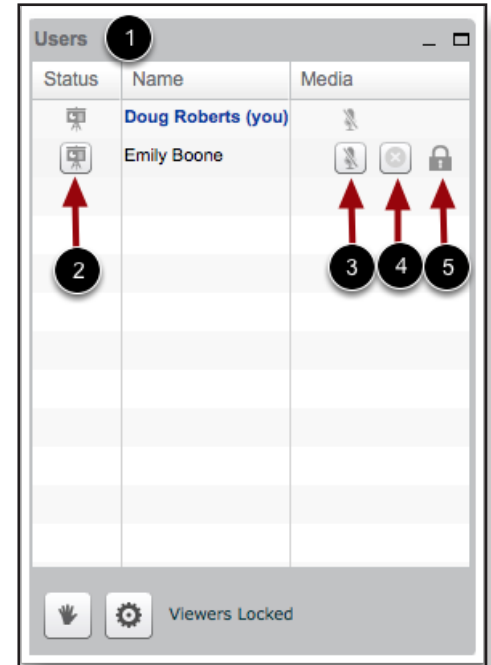 Users 1
Status Name Media
Doug Roberts (you)
Emily Boone
2 3 4 5
Viewers Locked